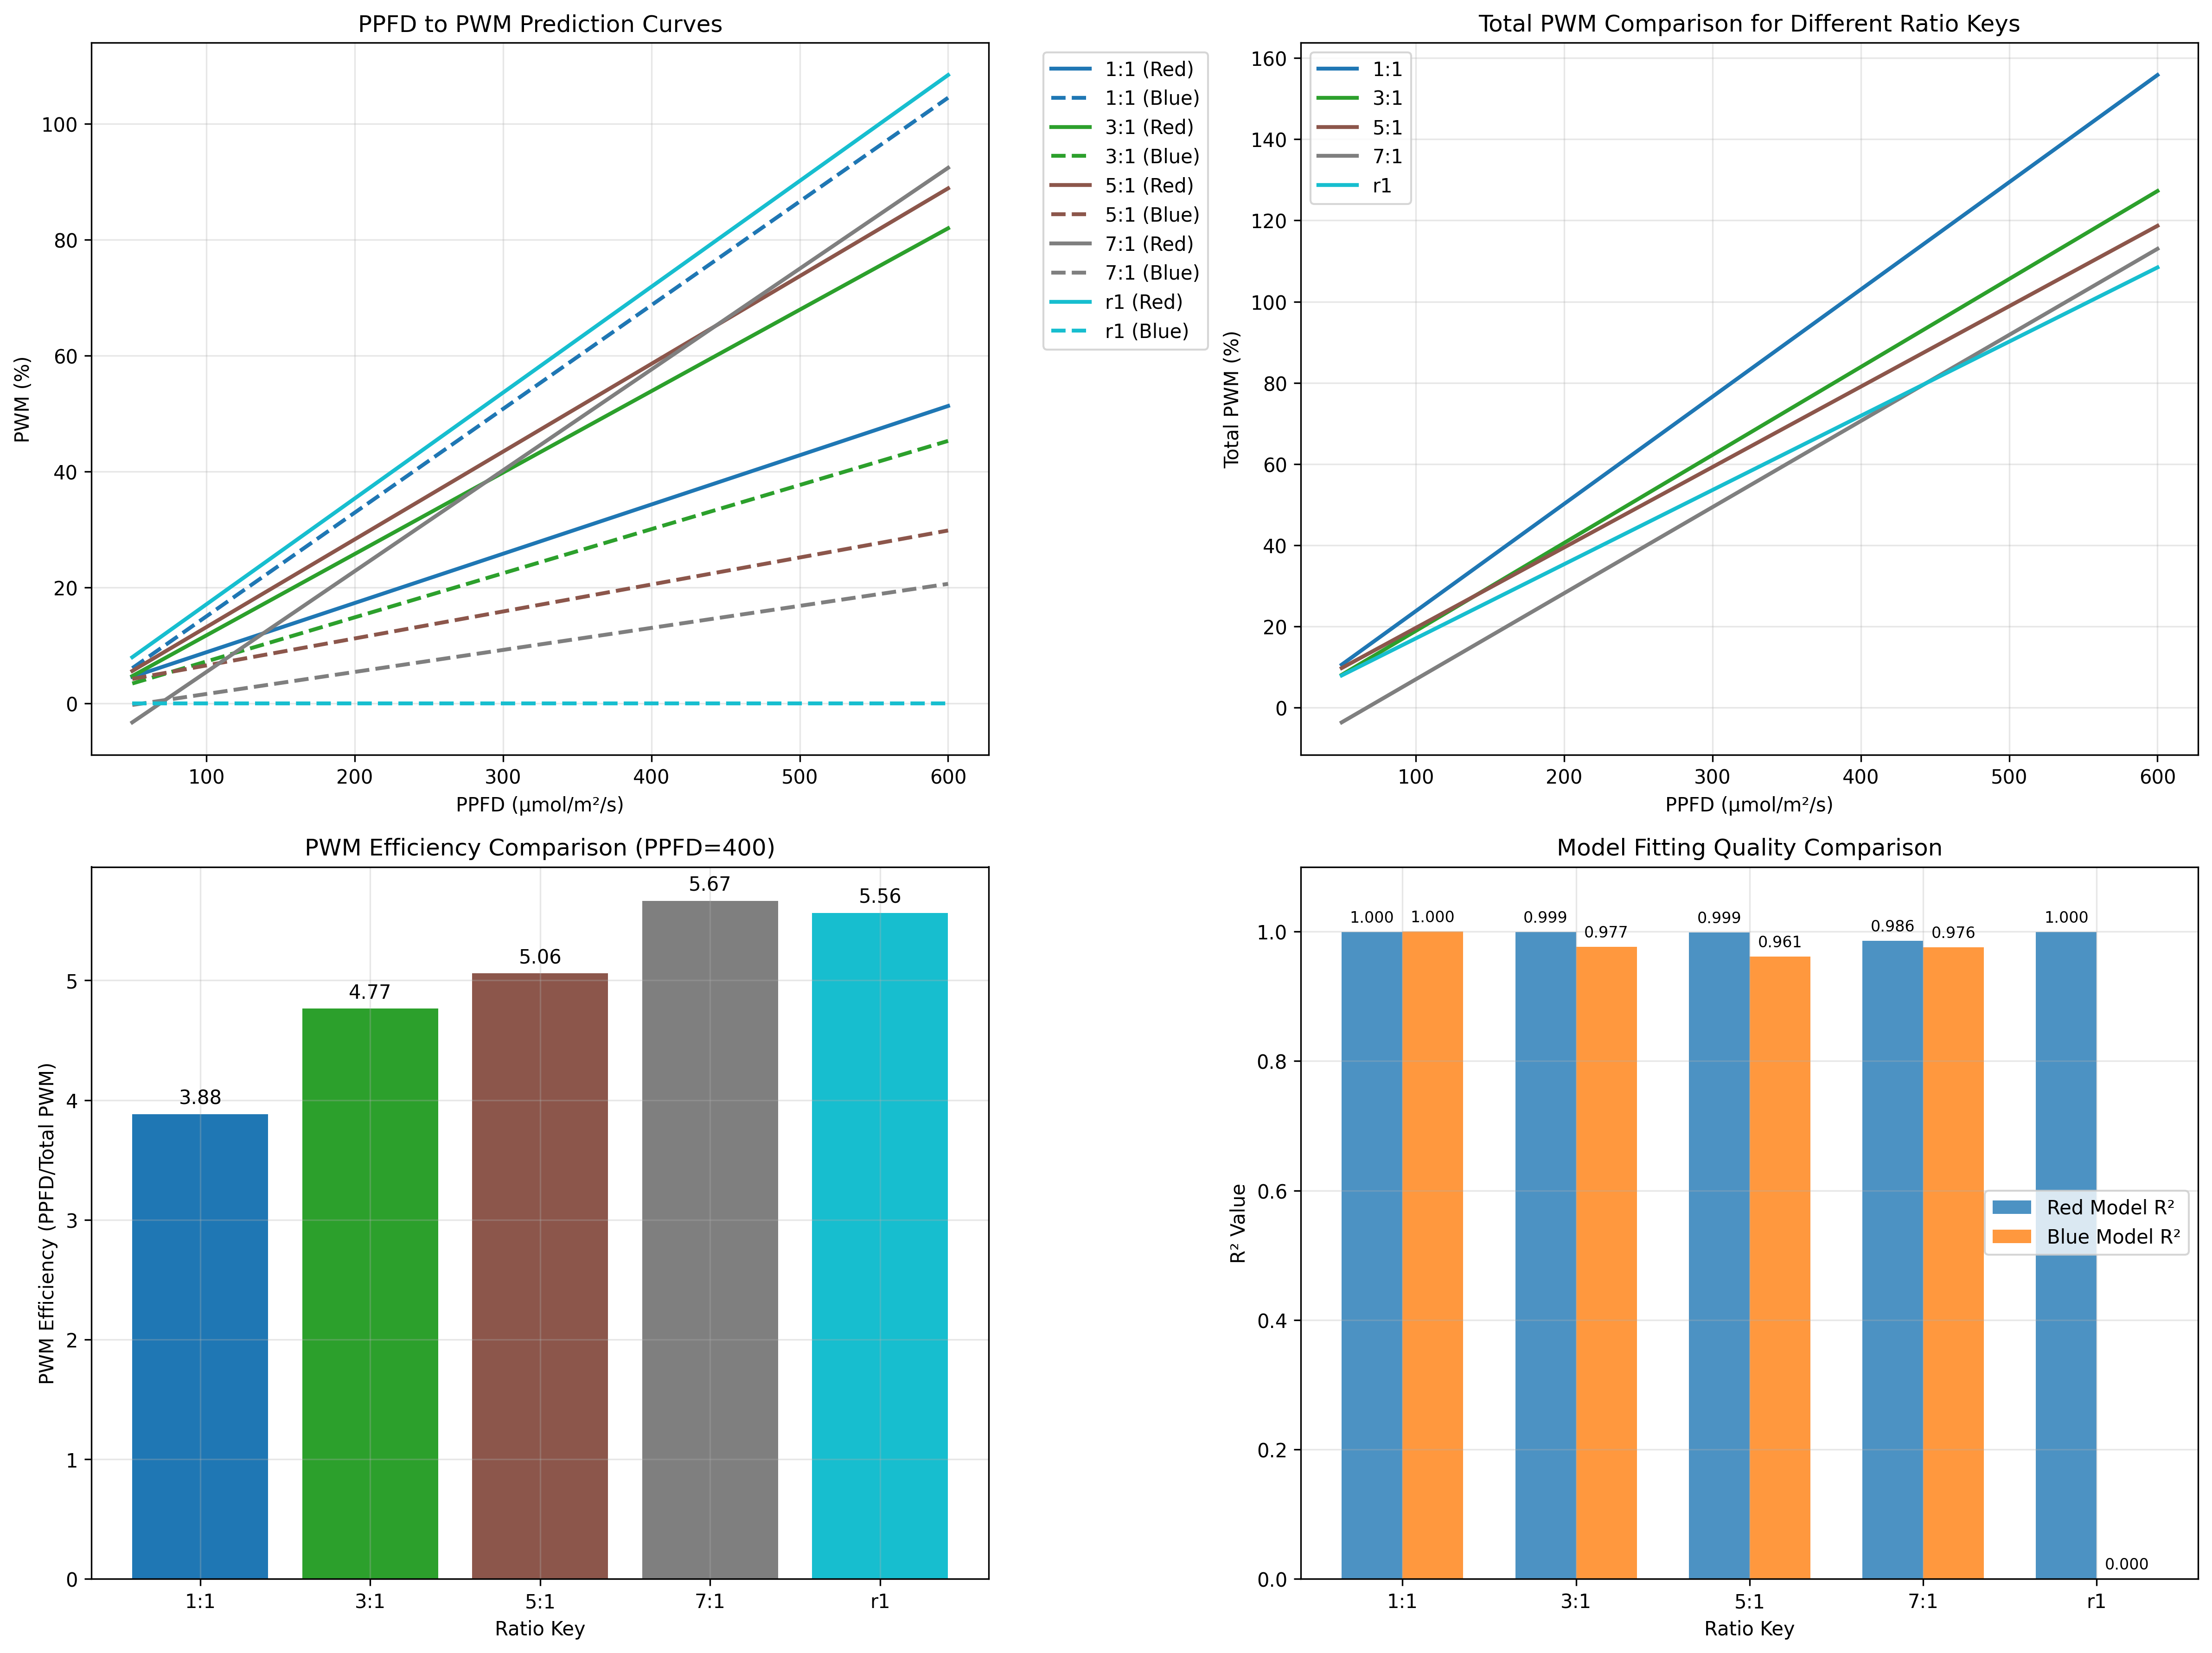 PPFD to PWM Prediction Curves
PWM (%)
100
80
60
40
20
0
100 200 300 400 500 600
PPFD (μmol/m²/s)
1:1 (Red)
1:1 (Blue)
3:1 (Red)
3:1 (Blue)
5:1 (Red)
5:1 (Blue)
7:1 (Red)
7:1 (Blue)
r1 (Red)
r1 (Blue)
Total PWM Comparison for Different Ratio Keys
Total PWM (%)
160
140
120
100
80
60
40
20
0
1:1
3:1
5:1
7:1
r1
100 200 300 400 500 600
PPFD (μmol/m²/s)
PWM Efficiency Comparison (PPFD=400)
PWM Efficiency (PPFD/Total PWM)
5
4
3
2
1
0
3.88
4.77
5.06
5.67
5.56
1:1 3:1 5:1 7:1 r1
Ratio Key
Model Fitting Quality Comparison
R² Value
1.0
0.8
0.6
0.4
0.2
0.0
1.000 1.000
0.999 0.977
0.999 0.961
0.986 0.976
1.000 0.000
Red Model R²
Blue Model R²
1:1 3:1 5:1 7:1 r1
Ratio Key